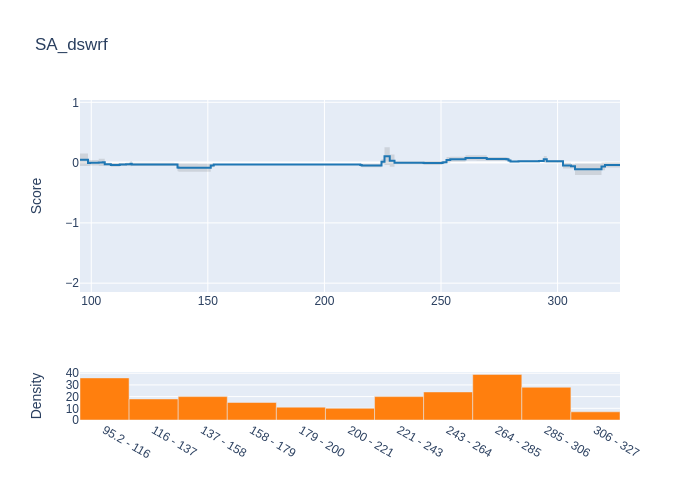 SA_dswrf
1
0
−1
−2
Score
100 150 200 250 300
40
30
20
10
0
Density
95.2 - 116
116 - 137
137 - 158
158 - 179
179 - 200
200 - 221
221 - 243
243 - 264
264 - 285
285 - 306
306 - 327